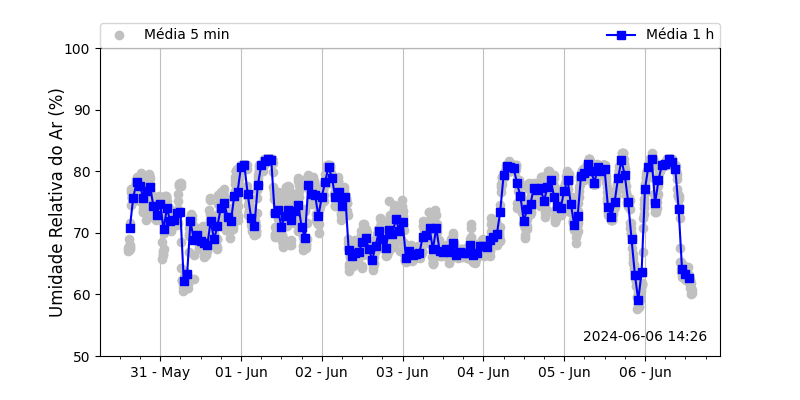 Média 5 min
Média 1 h
Umidade Relativa do Ar (%)
100
90
80
70
60
50
2024-06-06 14:26
31 - May
01 - Jun
02 - Jun
03 - Jun
04 - Jun
05 - Jun
06 - Jun